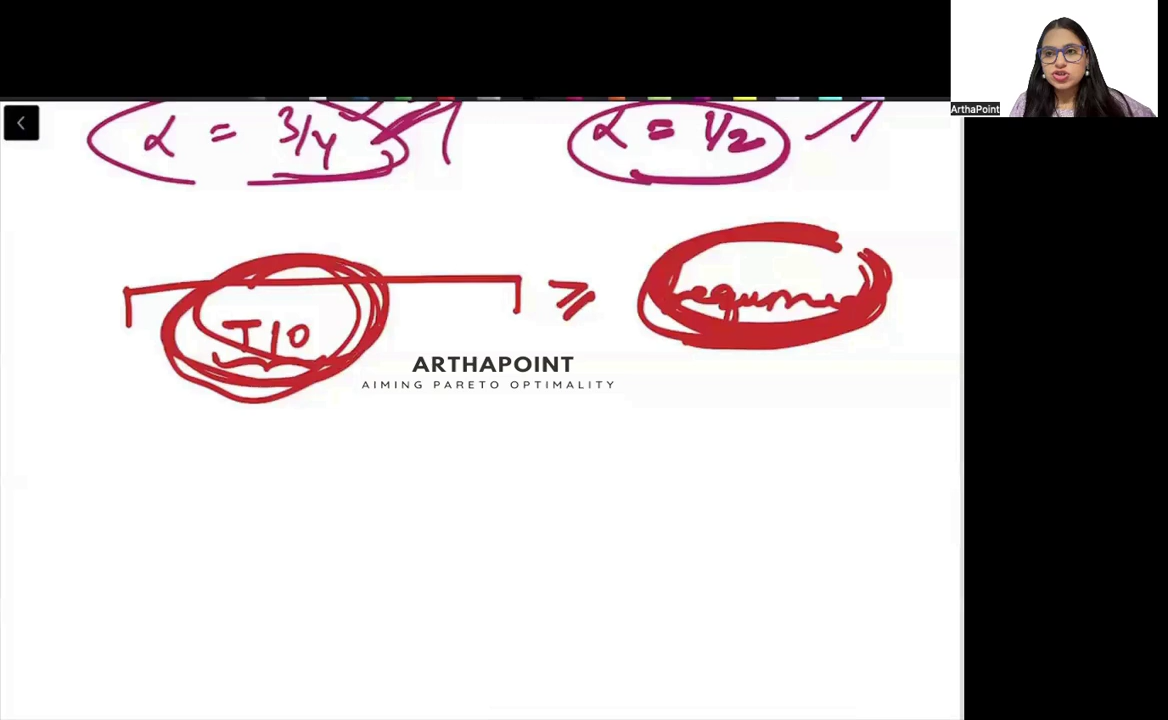 α = 3/4 α = 1/2
I/O ⩾
ARTHAPOINT
AIMING PARETO OPTIMALITY
ArthaPoint